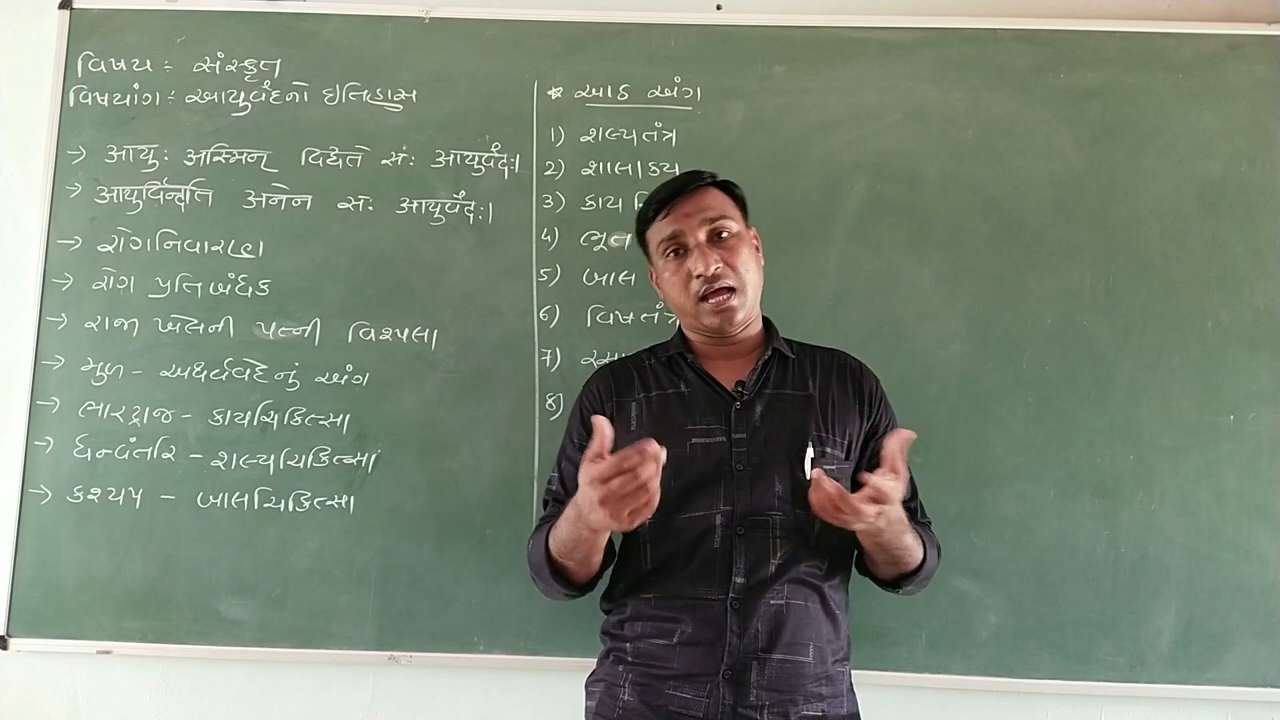 વિષય : સંસ્કૃત
વિષયાંગ : આયુર્વેદનો ઇતિહાસ
→ आयुः अस्मिन् विद्यते सः आयुर्वेदः।
→ आयुर्विन्दति अनेन सः आयुर्वेदः।
→ રોગનિવારણ
→ રોગ પ્રતિબંધક
→ રાજા ખેલની પત્ની વિશ્પલા
→ મુળ - અથર્વવેદનું અંગ
→ ભારદ્વાજ - કાયચિકિત્સા
→ ધન્વંતરિ - શલ્યચિકિત્સા
→ કશ્યપ - બાલચિકિત્સા
* આઠ અંગ
1) શલ્યતંત્ર
2) શાલાકય
3) કાય
4) ભૂત
5) બાલ
6) વિષતંત્ર
7)
8)